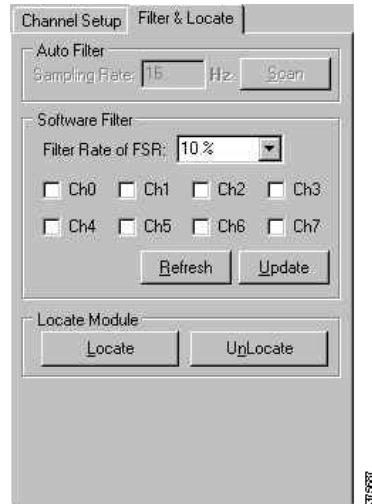 Channel Setup Filter & Locate
Auto Filter
Sampling Rate: 15 Hz. Scan
Software Filter
Filter Rate of FSR: 10 %
Ch0 Ch1 Ch2 Ch3
Ch4 Ch5 Ch6 Ch7
Refresh Update
Locate Module
Locate UnLocate